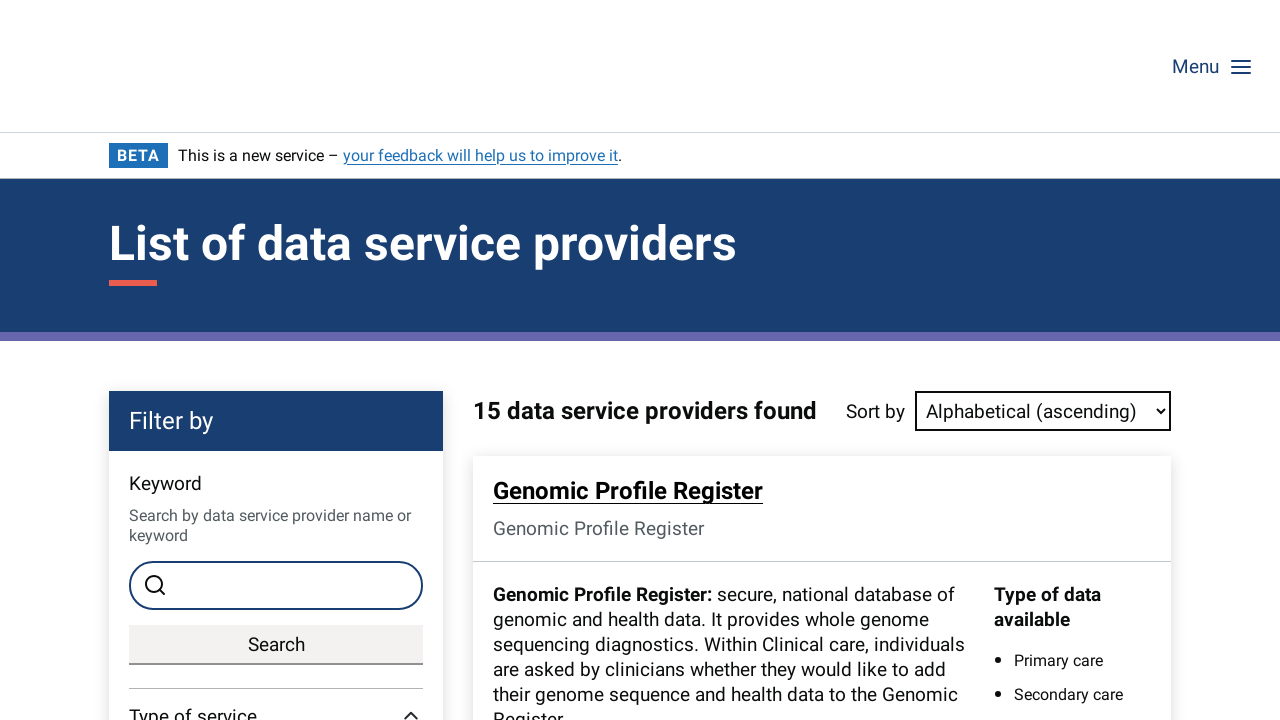 Menu
BETA This is a new service – your feedback will help us to improve it.
List of data service providers
Filter by
Keyword
Search by data service provider name or
keyword
Search
Type of service
15 data service providers found
Sort by Alphabetical (ascending)
Genomic Profile Register
Genomic Profile Register
Genomic Profile Register: secure, national database of
genomic and health data. It provides whole genome
sequencing diagnostics. Within Clinical care, individuals
are asked by clinicians whether they would like to add
their genome sequence and health data to the Genomic
Register.
Type of data
available
Primary care
Secondary care